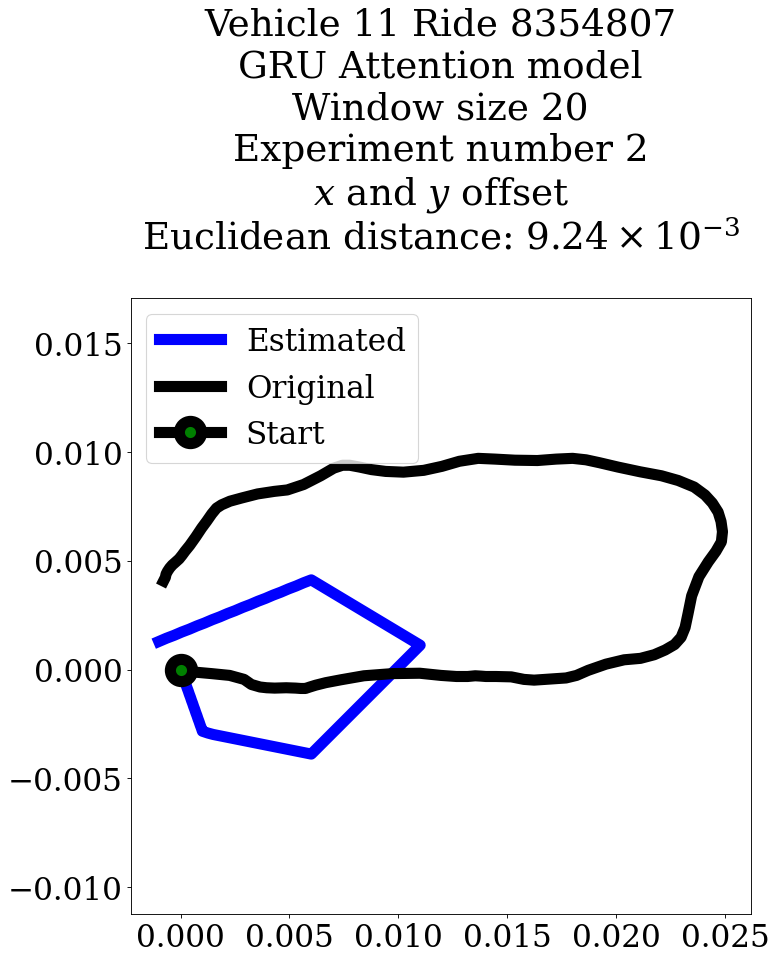 Vehicle 11 Ride 8354807
GRU Attention model
Window size 20
Experiment number 2
x and y offset
Euclidean distance: 9.24 × 10⁻³
Estimated
Original
Start
0.015
0.010
0.005
0.000
−0.005
−0.010
0.000 0.005 0.010 0.015 0.020 0.025